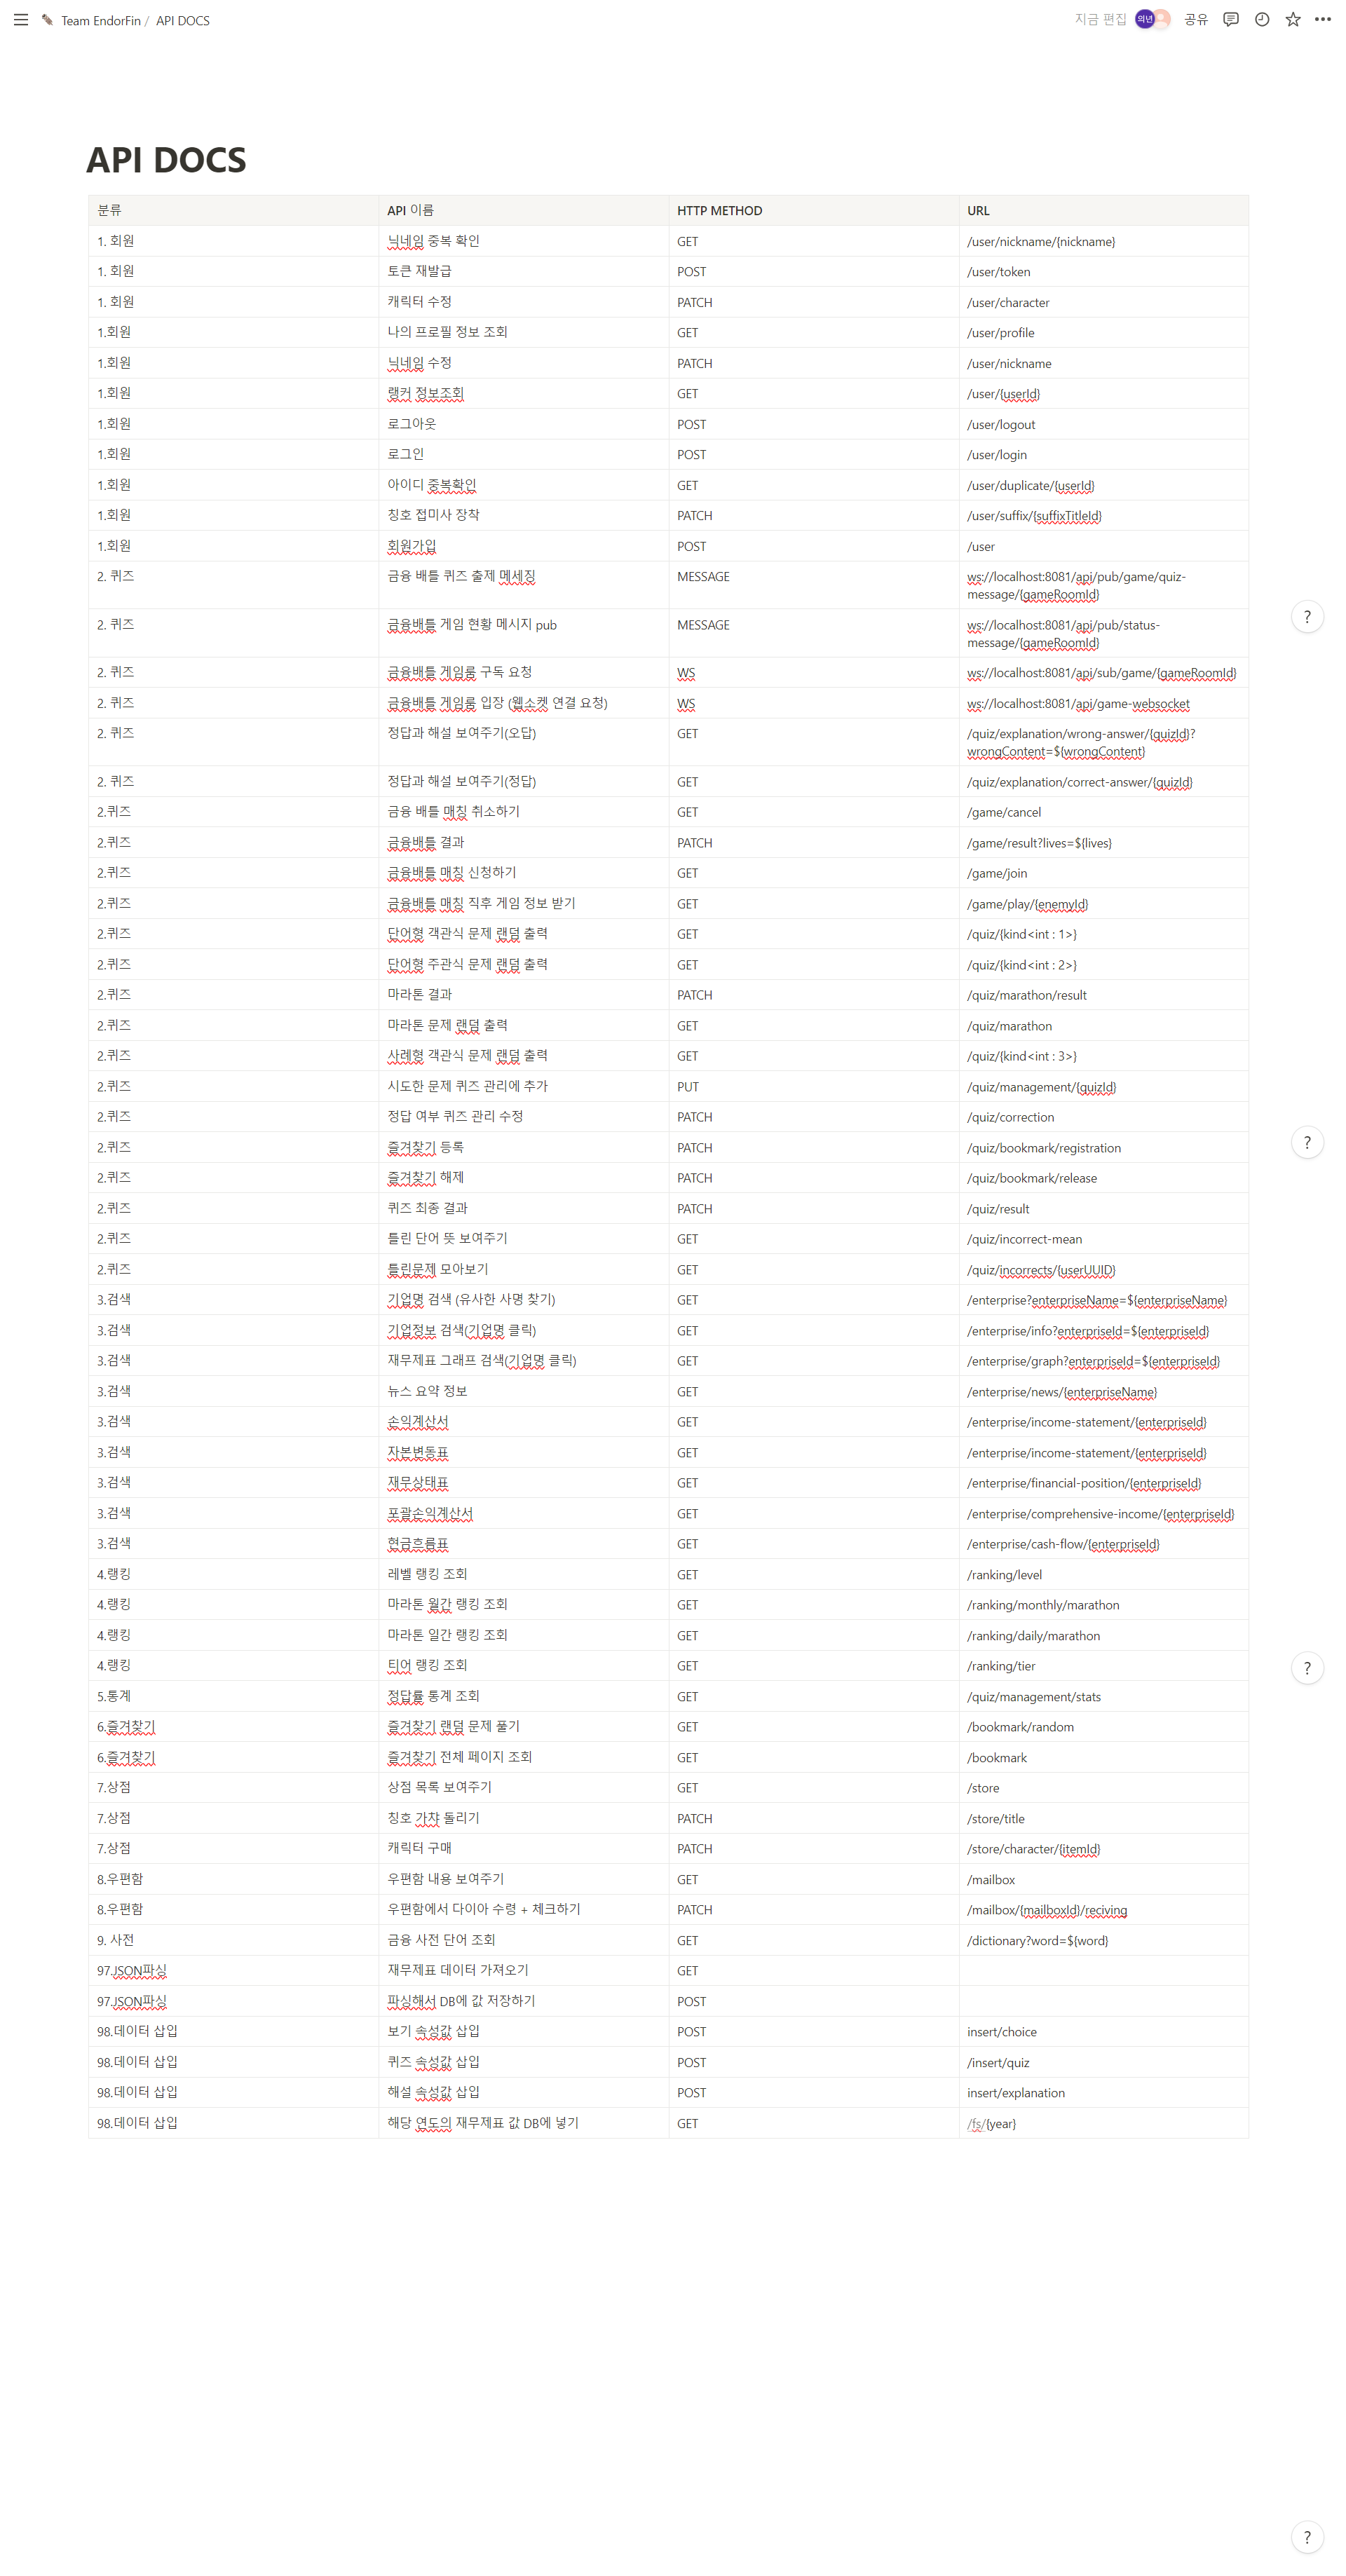 Team EndorFin / API DOCS
지금 편집 의년 공유
API DOCS
분류 API 이름 HTTP METHOD URL
1. 회원 닉네임 중복 확인 GET /user/nickname/{nickname}
1. 회원 토큰 재발급 POST /user/token
1. 회원 캐릭터 수정 PATCH /user/character
1.회원 나의 프로필 정보 조회 GET /user/profile
1.회원 닉네임 수정 PATCH /user/nickname
1.회원 랭커 정보조회 GET /user/{userId}
1.회원 로그아웃 POST /user/logout
1.회원 로그인 POST /user/login
1.회원 아이디 중복확인 GET /user/duplicate/{userId}
1.회원 칭호 접미사 장착 PATCH /user/suffix/{suffixTitleId}
1.회원 회원가입 POST /user
2. 퀴즈 금융 배틀 퀴즈 출제 메세징 MESSAGE ws://localhost:8081/api/pub/game/quiz-
message/{gameRoomId}
?
2. 퀴즈 금융배틀 게임 현황 메시지 pub MESSAGE ws://localhost:8081/api/pub/status-
message/{gameRoomId}
2. 퀴즈 금융배틀 게임룸 구독 요청 WS ws://localhost:8081/api/sub/game/{gameRoomId}
2. 퀴즈 금융배틀 게임룸 입장 (웹소켓 연결 요청) WS ws://localhost:8081/api/game-websocket
2. 퀴즈 정답과 해설 보여주기(오답) GET /quiz/explanation/wrong-answer/{quizId}?
wrongContent=${wrongContent}
2. 퀴즈 정답과 해설 보여주기(정답) GET /quiz/explanation/correct-answer/{quizId}
2.퀴즈 금융 배틀 매칭 취소하기 GET /game/cancel
2.퀴즈 금융배틀 결과 PATCH /game/result?lives=${lives}
2.퀴즈 금융배틀 매칭 신청하기 GET /game/join
2.퀴즈 금융배틀 매칭 직후 게임 정보 받기 GET /game/play/{enemyId}
2.퀴즈 단어형 객관식 문제 랜덤 출력 GET /quiz/{kind<int : 1>}
2.퀴즈 단어형 주관식 문제 랜덤 출력 GET /quiz/{kind<int : 2>}
2.퀴즈 마라톤 결과 PATCH /quiz/marathon/result
2.퀴즈 마라톤 문제 랜덤 출력 GET /quiz/marathon
2.퀴즈 사례형 객관식 문제 랜덤 출력 GET /quiz/{kind<int : 3>}
2.퀴즈 시도한 문제 퀴즈 관리에 추가 PUT /quiz/management/{quizId}
2.퀴즈 정답 여부 퀴즈 관리 수정 PATCH /quiz/correction
2.퀴즈 즐겨찾기 등록 PATCH /quiz/bookmark/registration
?
2.퀴즈 즐겨찾기 해제 PATCH /quiz/bookmark/release
2.퀴즈 퀴즈 최종 결과 PATCH /quiz/result
2.퀴즈 틀린 단어 뜻 보여주기 GET /quiz/incorrect-mean
2.퀴즈 틀린문제 모아보기 GET /quiz/incorrects/{userUUID}
3.검색 기업명 검색 (유사한 사명 찾기) GET /enterprise?enterpriseName=${enterpriseName}
3.검색 기업정보 검색(기업명 클릭) GET /enterprise/info?enterpriseId=${enterpriseId}
3.검색 재무제표 그래프 검색(기업명 클릭) GET /enterprise/graph?enterpriseId=${enterpriseId}
3.검색 뉴스 요약 정보 GET /enterprise/news/{enterpriseName}
3.검색 손익계산서 GET /enterprise/income-statement/{enterpriseId}
3.검색 자본변동표 GET /enterprise/income-statement/{enterpriseId}
3.검색 재무상태표 GET /enterprise/financial-position/{enterpriseId}
3.검색 포괄손익계산서 GET /enterprise/comprehensive-income/{enterpriseId}
3.검색 현금흐름표 GET /enterprise/cash-flow/{enterpriseId}
4.랭킹 레벨 랭킹 조회 GET /ranking/level
4.랭킹 마라톤 월간 랭킹 조회 GET /ranking/monthly/marathon
4.랭킹 마라톤 일간 랭킹 조회 GET /ranking/daily/marathon
4.랭킹 티어 랭킹 조회 GET /ranking/tier
?
5.통계 정답률 통계 조회 GET /quiz/management/stats
6.즐겨찾기 즐겨찾기 랜덤 문제 풀기 GET /bookmark/random
6.즐겨찾기 즐겨찾기 전체 페이지 조회 GET /bookmark
7.상점 상점 목록 보여주기 GET /store
7.상점 칭호 가챠 돌리기 PATCH /store/title
7.상점 캐릭터 구매 PATCH /store/character/{itemId}
8.우편함 우편함 내용 보여주기 GET /mailbox
8.우편함 우편함에서 다이아 수령 + 체크하기 PATCH /mailbox/{mailboxId}/reciving
9. 사전 금융 사전 단어 조회 GET /dictionary?word=${word}
97.JSON파싱 재무제표 데이터 가져오기 GET
97.JSON파싱 파싱해서 DB에 값 저장하기 POST
98.데이터 삽입 보기 속성값 삽입 POST insert/choice
98.데이터 삽입 퀴즈 속성값 삽입 POST /insert/quiz
98.데이터 삽입 해설 속성값 삽입 POST insert/explanation
98.데이터 삽입 해당 연도의 재무제표 값 DB에 넣기 GET /fs/{year}
?